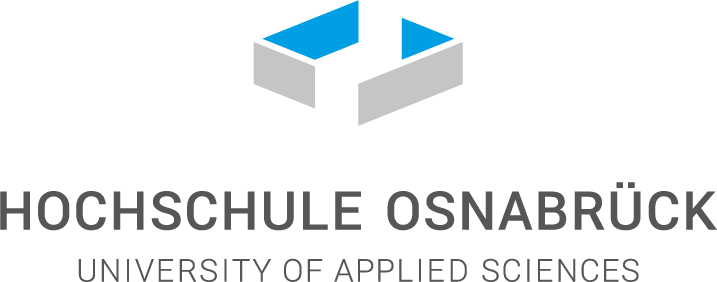 HOCHSCHULE OSNABRÜCK
UNIVERSITY OF APPLIED SCIENCES